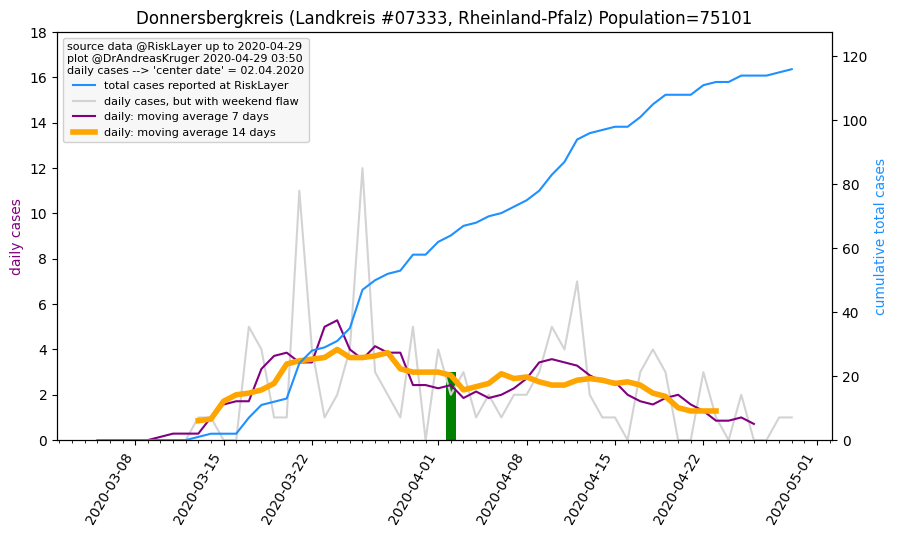 Donnersbergkreis (Landkreis #07333, Rheinland-Pfalz) Population=75101
source data @RiskLayer up to 2020-04-29
plot @DrAndreasKruger 2020-04-29 03:50
daily cases --> 'center date' = 02.04.2020
total cases reported at RiskLayer
daily cases, but with weekend flaw
daily: moving average 7 days
daily: moving average 14 days
daily cases
18
16
14
12
10
8
6
4
2
0
120
100
80
60
40
20
0
cumulative total cases
2020-03-08
2020-03-15
2020-03-22
2020-04-01
2020-04-08
2020-04-15
2020-04-22
2020-05-01